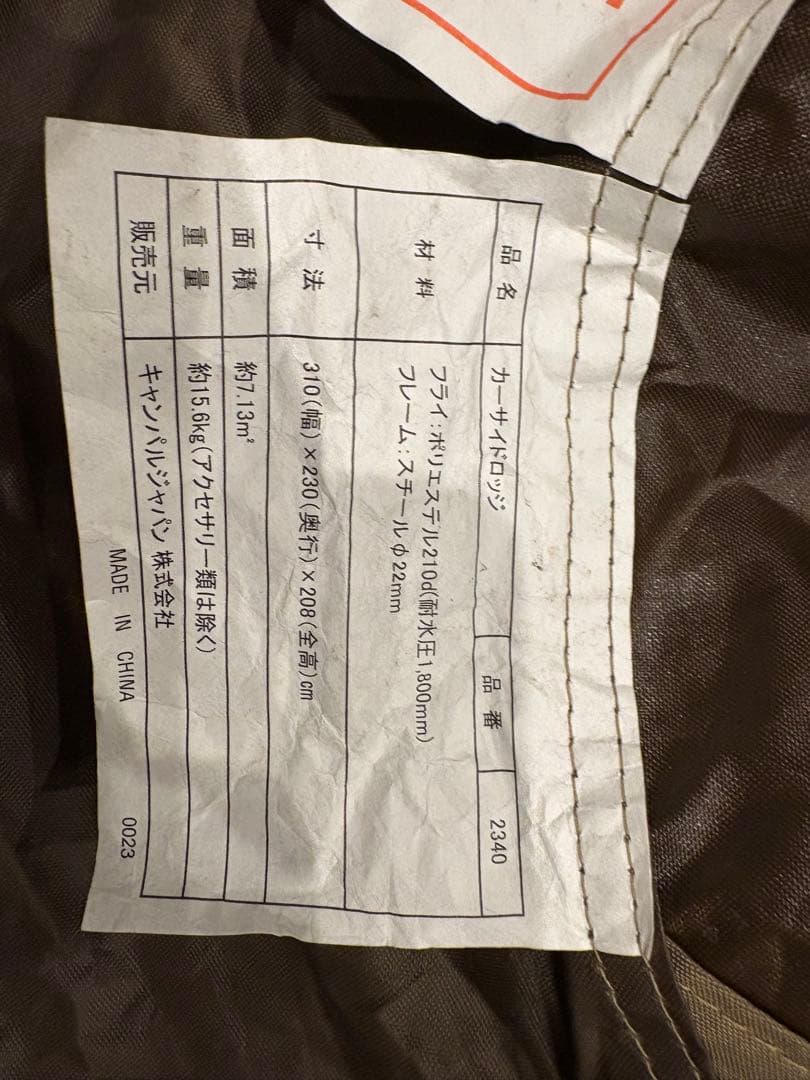 品名 カーサイドロッジ 品番 2340
材料 フライ:ポリエステル210d(耐水圧1,800mm)
フレーム:スチールφ22mm
寸法 310(幅)×230(奥行)×208(全高)cm
面積 約7.13m²
重量 約15.6kg(アクセサリー類は除く)
販売元 キャンパルジャパン株式会社
MADE IN CHINA 0023